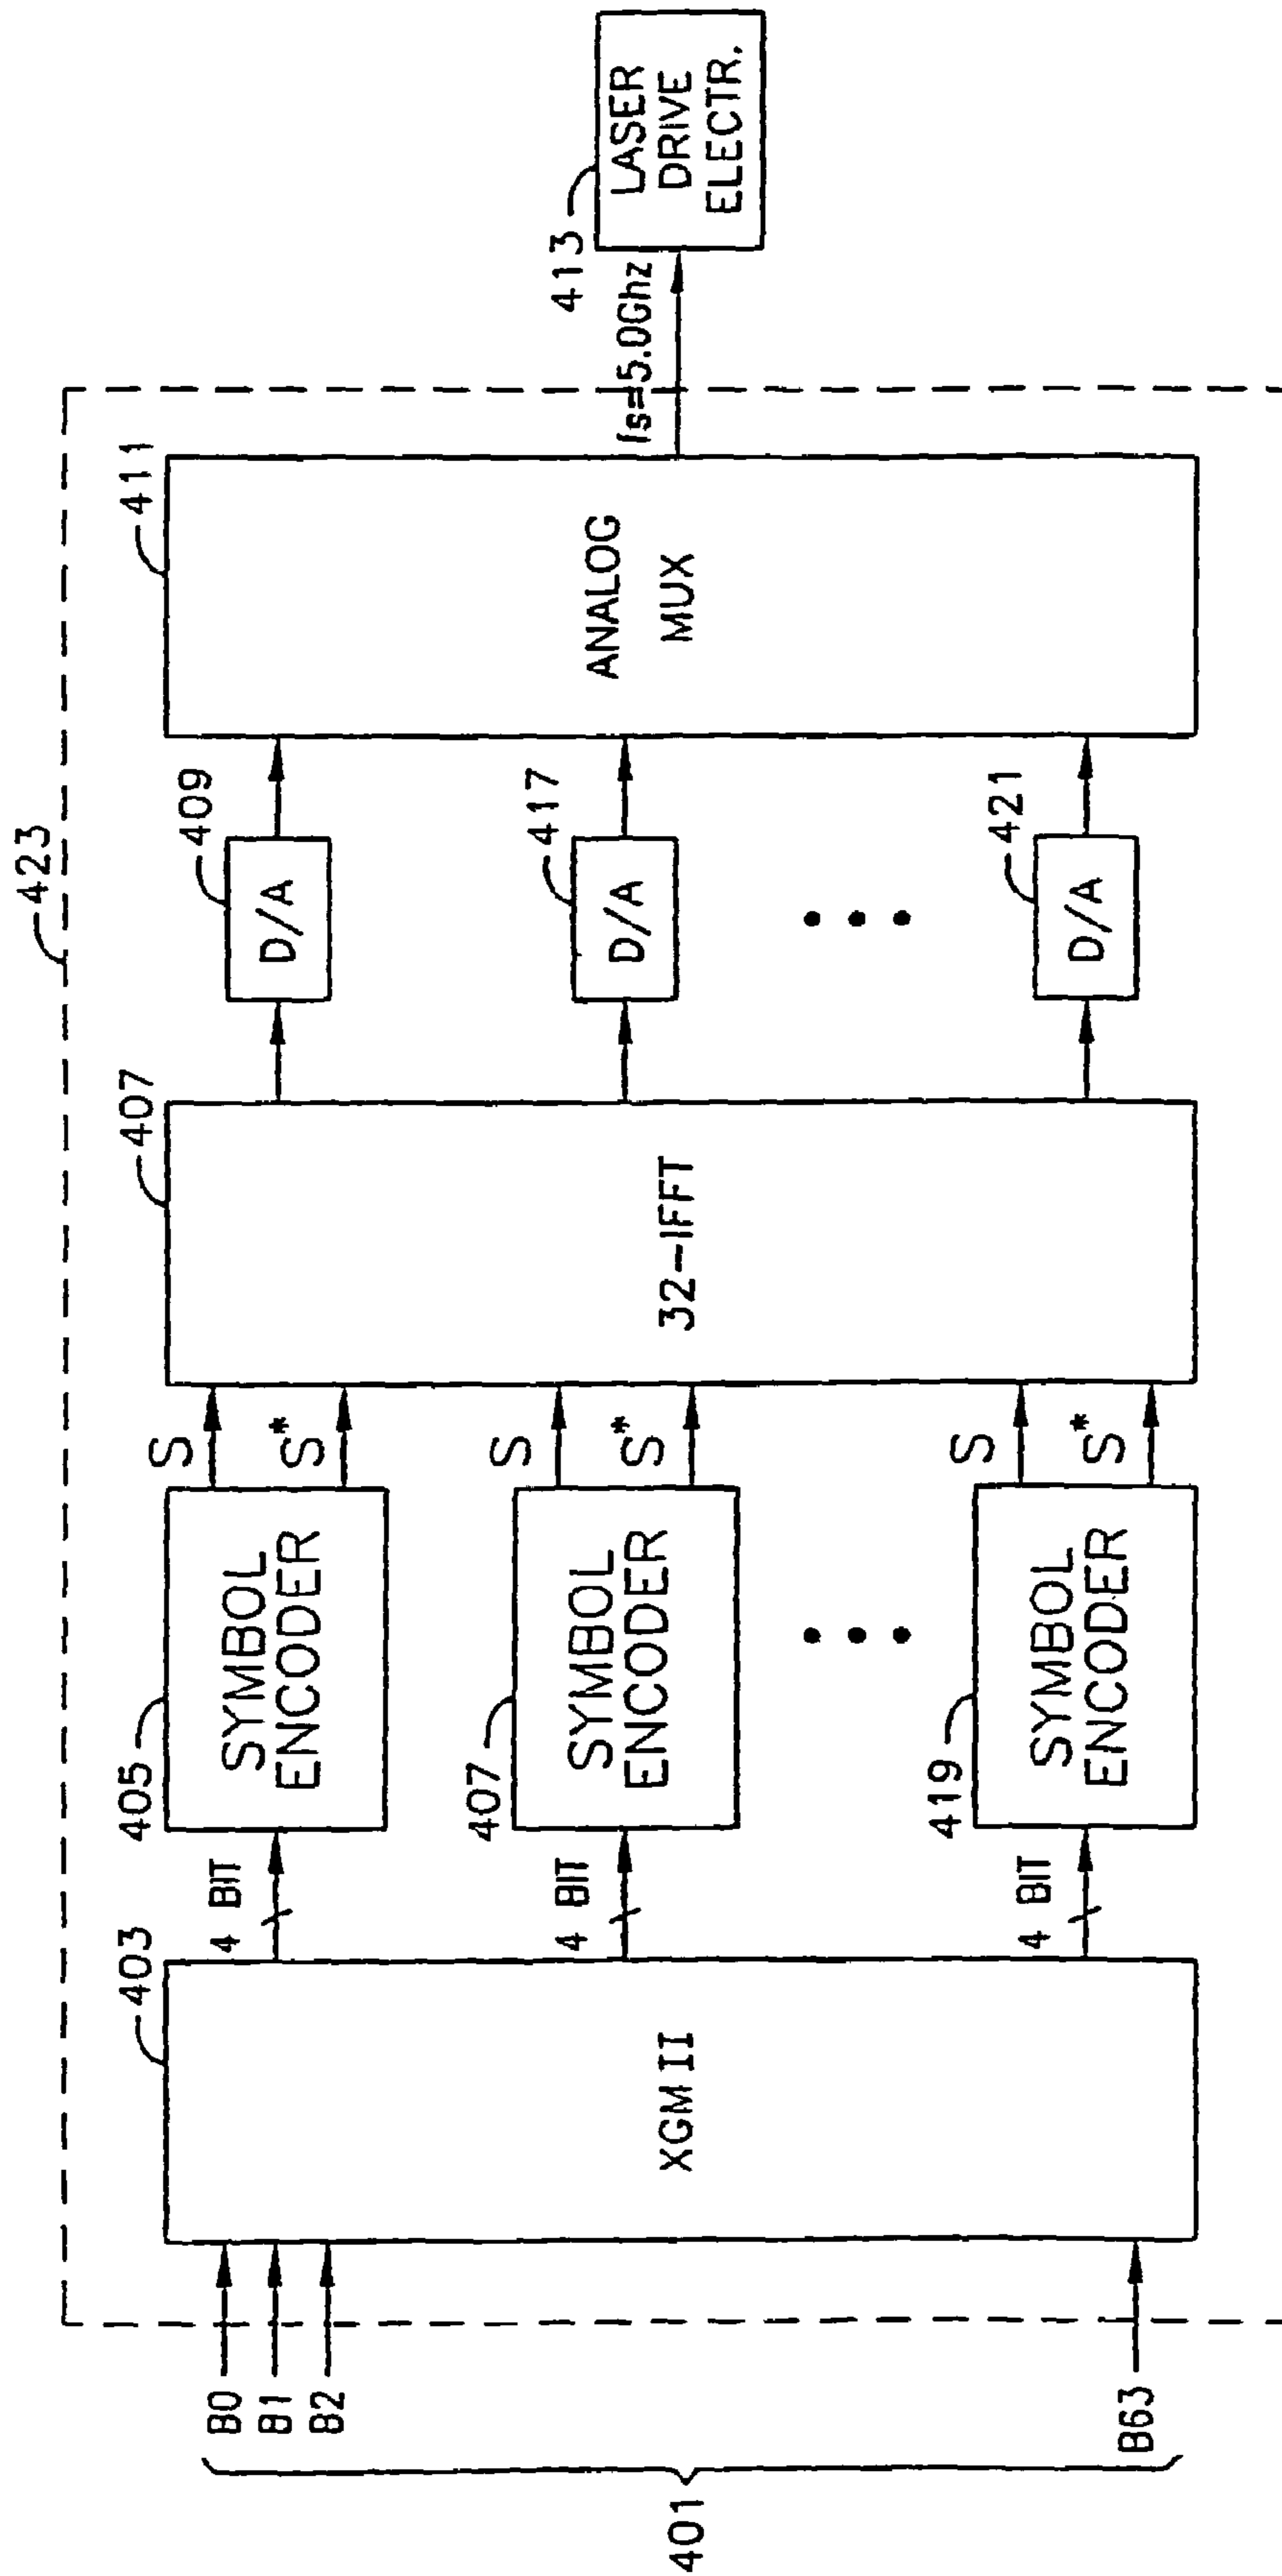 423
401
B0
B1
B2
B63
403
XGM II
4 BIT
4 BIT
4 BIT
405
SYMBOL
ENCODER
407
SYMBOL
ENCODER
419
SYMBOL
ENCODER
S
S*
S
S*
S
S*
407
32-IFFT
409
D/A
417
D/A
421
D/A
411
ANALOG
MUX
fs=5.0Ghz
413
LASER
DRIVE
ELECTR.